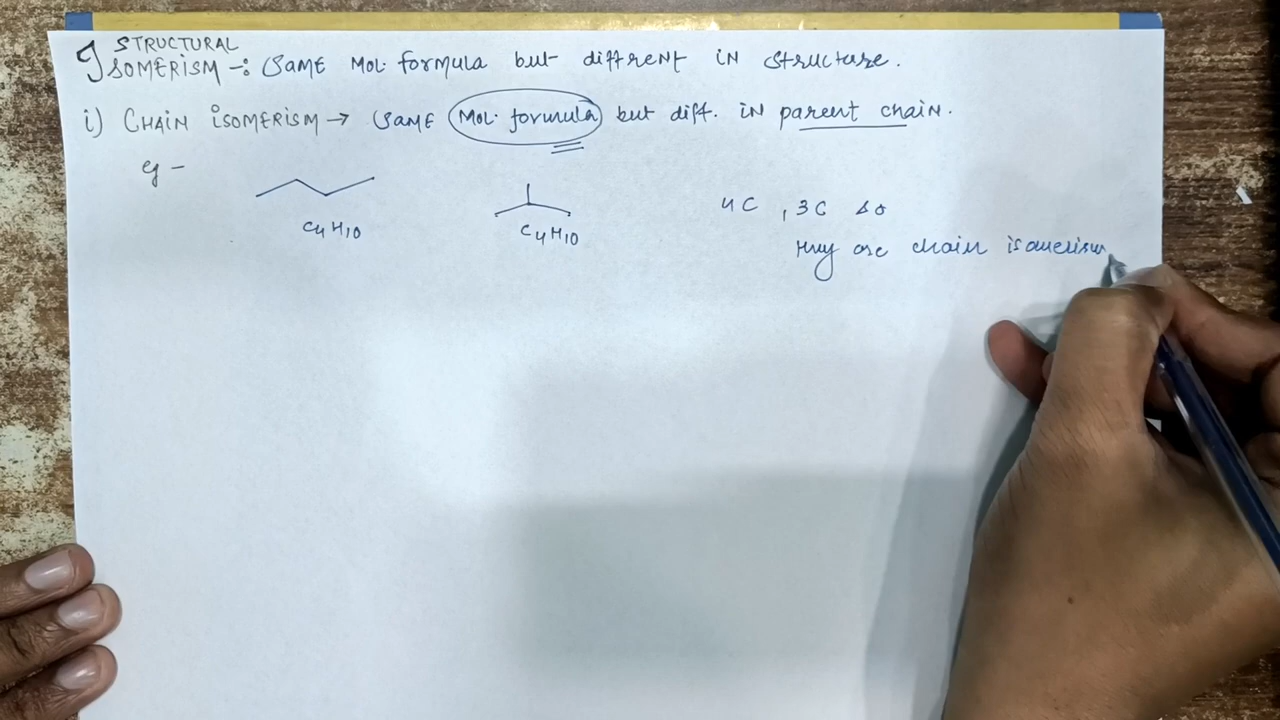 STRUCTURAL
ISOMERISM -: SAME MOL. formula but different IN structure.
i) CHAIN isomERISM → SAME MOL. formula but diff. IN parent chain.
eg -
4C , 3C so
C4H10 C4H10
they are chain isomerism